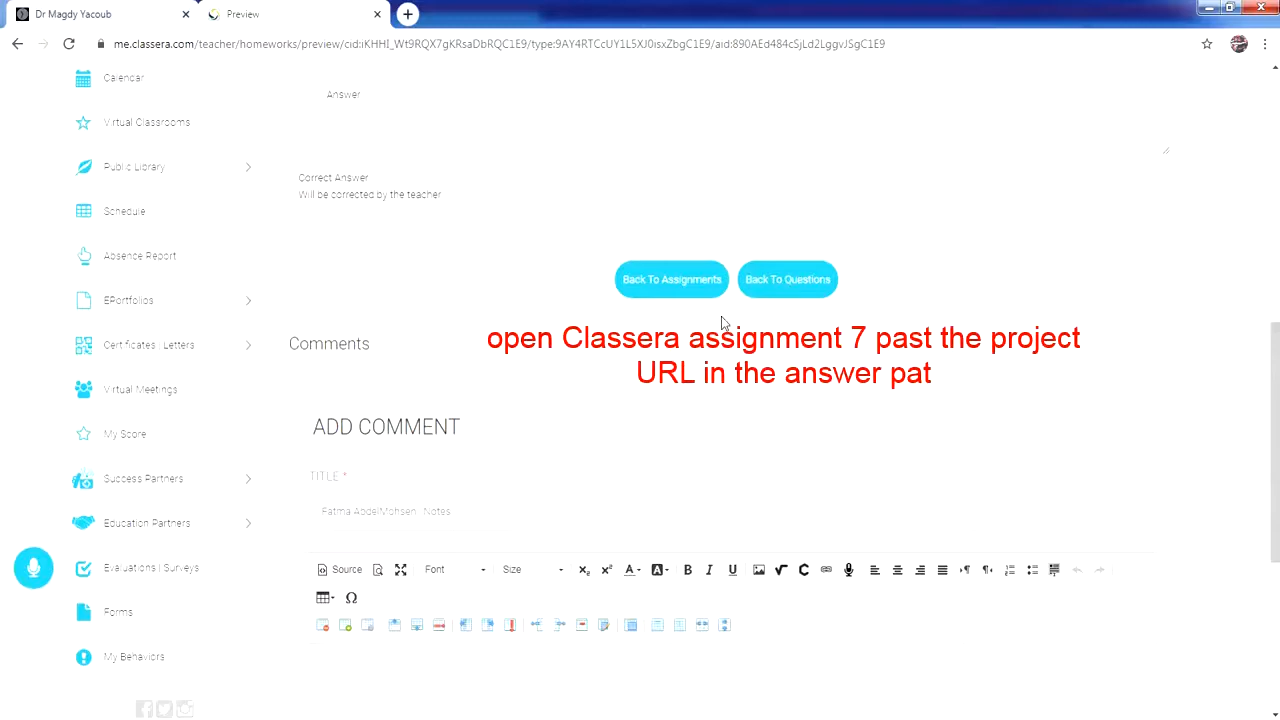 Dr Magdy Yacoub
Preview
me.classera.com/teacher/homeworks/preview/cid:iKHHI_Wt9RQX7gKRsaDbRQC1E9/type:9AY4RTCcUY1L5XJ0isxZbgC1E9/aid:890AEd484cSjLd2LggvJSgC1E9
Calendar
Virtual Classrooms
Public Library
Schedule
Absence Report
EPortfolios
Certificates | Letters
Virtual Meetings
My Score
Success Partners
Education Partners
Evaluations | Surveys
Forms
My Behaviors
Answer
Correct Answer
Will be corrected by the teacher
Back To Assignments
Back To Questions
open Classera assignment 7 past the project
URL in the answer pat
Comments
ADD COMMENT
TITLE *
Fatma AbdelMohsen : Notes
Source Font Size